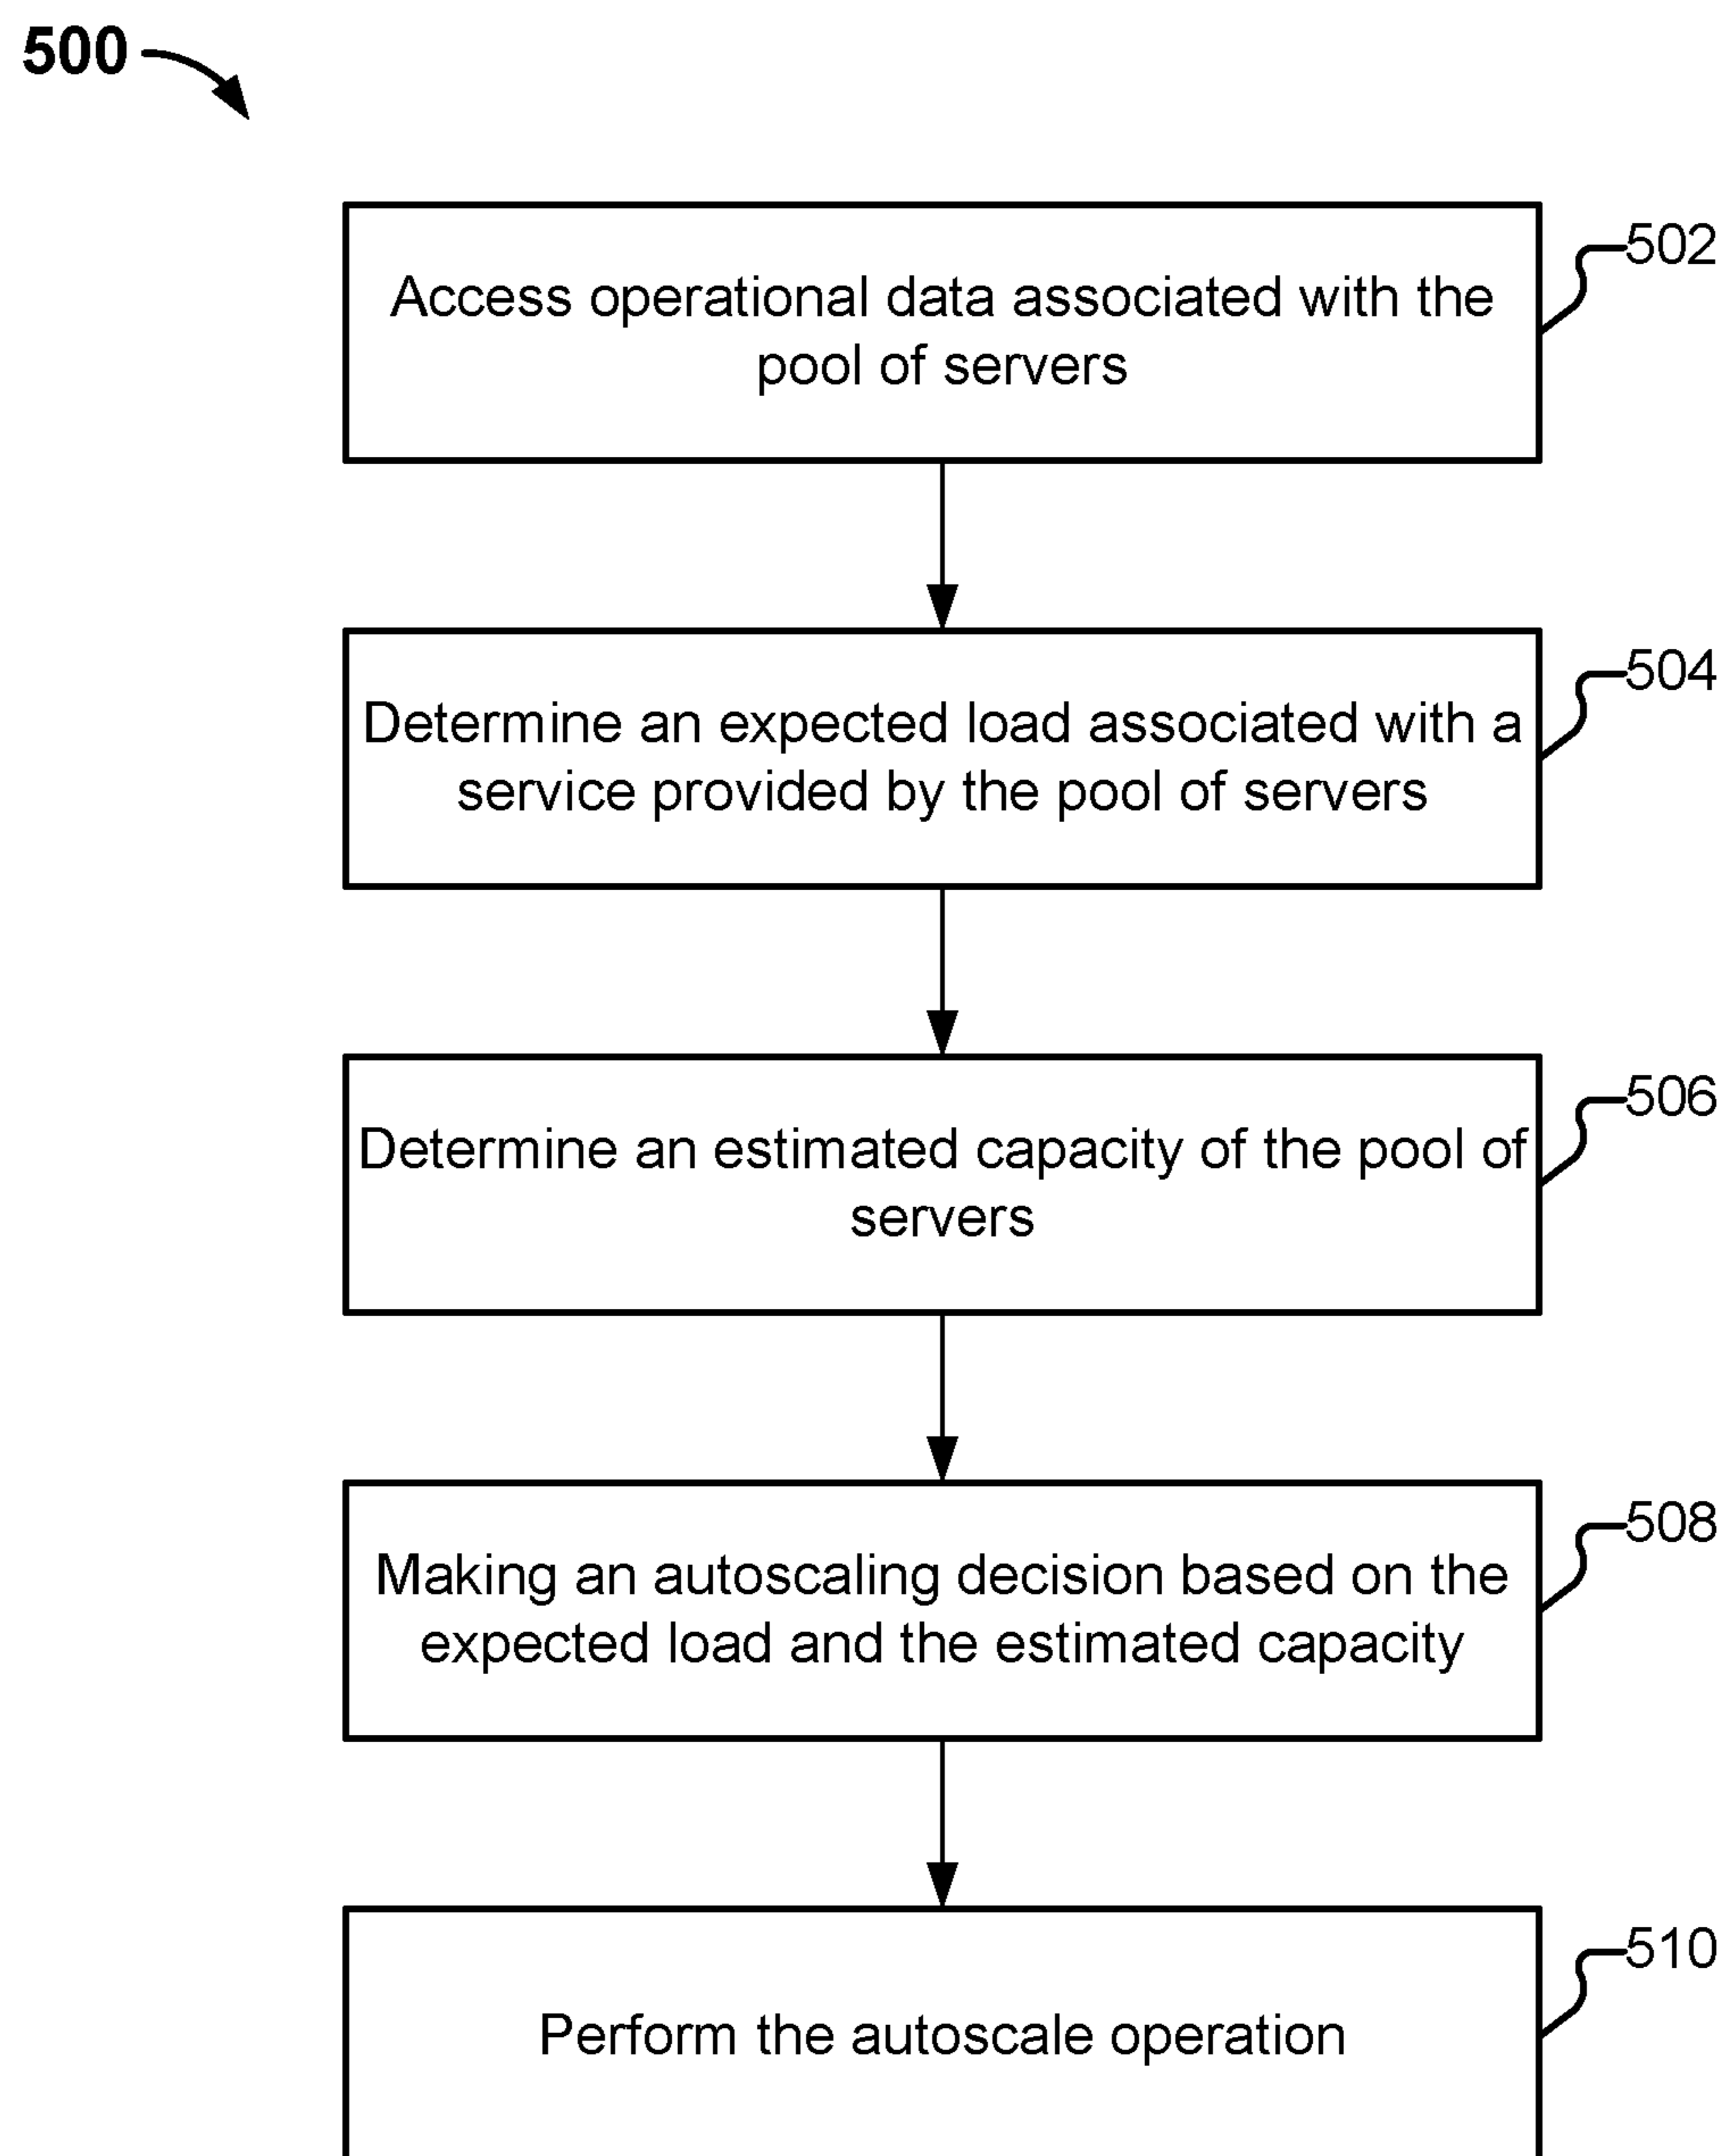 500
Access operational data associated with the
pool of servers
502
Determine an expected load associated with a
service provided by the pool of servers
504
Determine an estimated capacity of the pool of
servers
506
Making an autoscaling decision based on the
expected load and the estimated capacity
508
Perform the autoscale operation
510